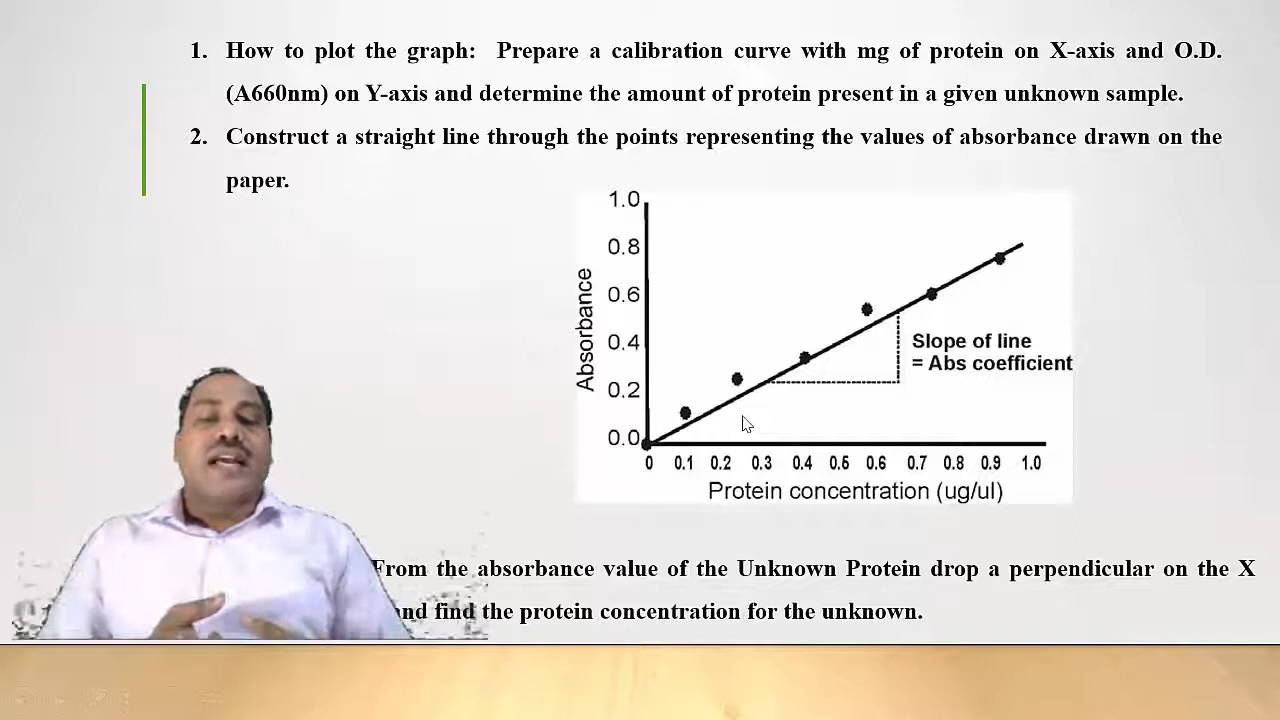 1. How to plot the graph: Prepare a calibration curve with mg of protein on X-axis and O.D.
(A660nm) on Y-axis and determine the amount of protein present in a given unknown sample.
2. Construct a straight line through the points representing the values of absorbance drawn on the
paper.
1.0
0.8
0.6
0.4
0.2
0.0
Absorbance
Slope of line
= Abs coefficient
0 0.1 0.2 0.3 0.4 0.5 0.6 0.7 0.8 0.9 1.0
Protein concentration (ug/ul)
From the absorbance value of the Unknown Protein drop a perpendicular on the X
find the protein concentration for the unknown.